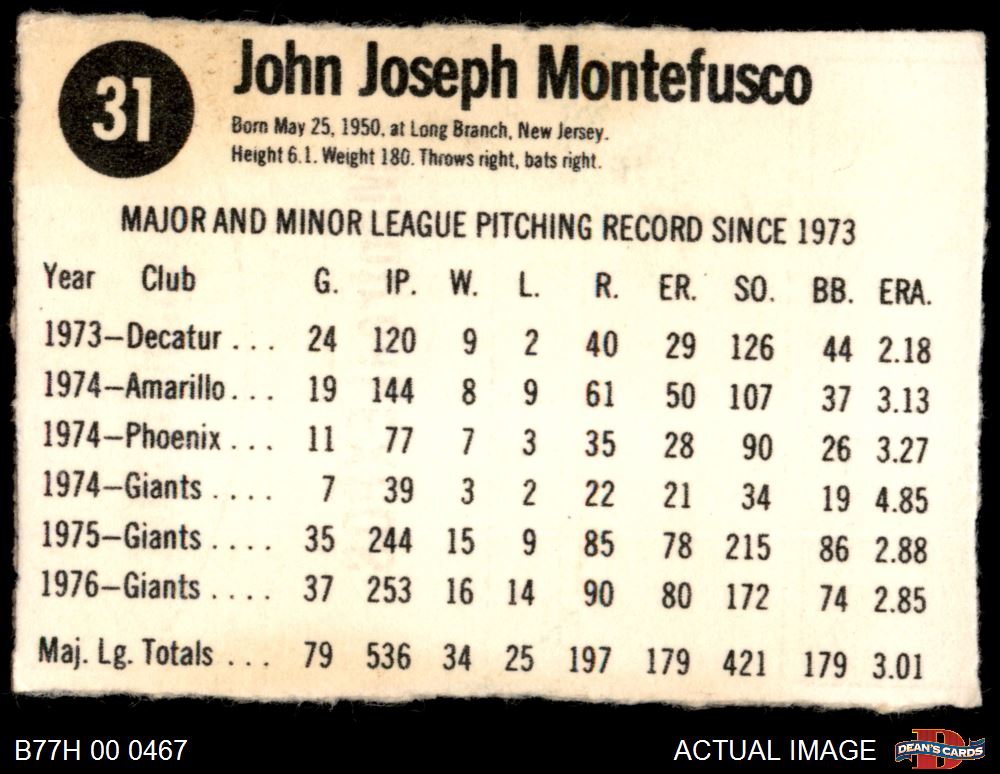 31
John Joseph Montefusco
Born May 25, 1950, at Long Branch, New Jersey.
Height 6.1. Weight 180. Throws right, bats right.
MAJOR AND MINOR LEAGUE PITCHING RECORD SINCE 1973
Year Club G. IP. W. L. R. ER. SO. BB. ERA.
1973—Decatur . . . 24 120 9 2 40 29 126 44 2.18
1974—Amarillo . . . 19 144 8 9 61 50 107 37 3.13
1974—Phoenix . . . 11 77 7 3 35 28 90 26 3.27
1974—Giants . . . . 7 39 3 2 22 21 34 19 4.85
1975—Giants . . . . 35 244 15 9 85 78 215 86 2.88
1976—Giants . . . . 37 253 16 14 90 80 172 74 2.85
Maj. Lg. Totals . . . 79 536 34 25 197 179 421 179 3.01
B77H 00 0467
ACTUAL IMAGE
D
DEAN'S CARDS